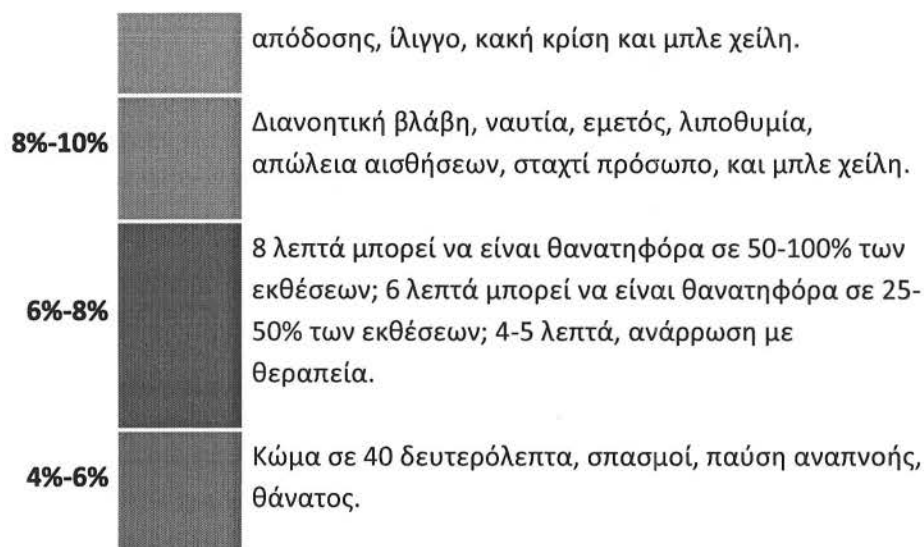 απόδοσης, ίλιγγο, κακή κρίση και μπλε χείλη.
8%-10%
Διανοητική βλάβη, ναυτία, εμετός, λιποθυμία,
απώλεια αισθήσεων, σταχτί πρόσωπο, και μπλε χείλη.
6%-8%
8 λεπτά μπορεί να είναι θανατηφόρα σε 50-100% των
εκθέσεων; 6 λεπτά μπορεί να είναι θανατηφόρα σε 25-
50% των εκθέσεων; 4-5 λεπτά, ανάρρωση με
θεραπεία.
4%-6%
Κώμα σε 40 δευτερόλεπτα, σπασμοί, παύση αναπνοής,
θάνατος.